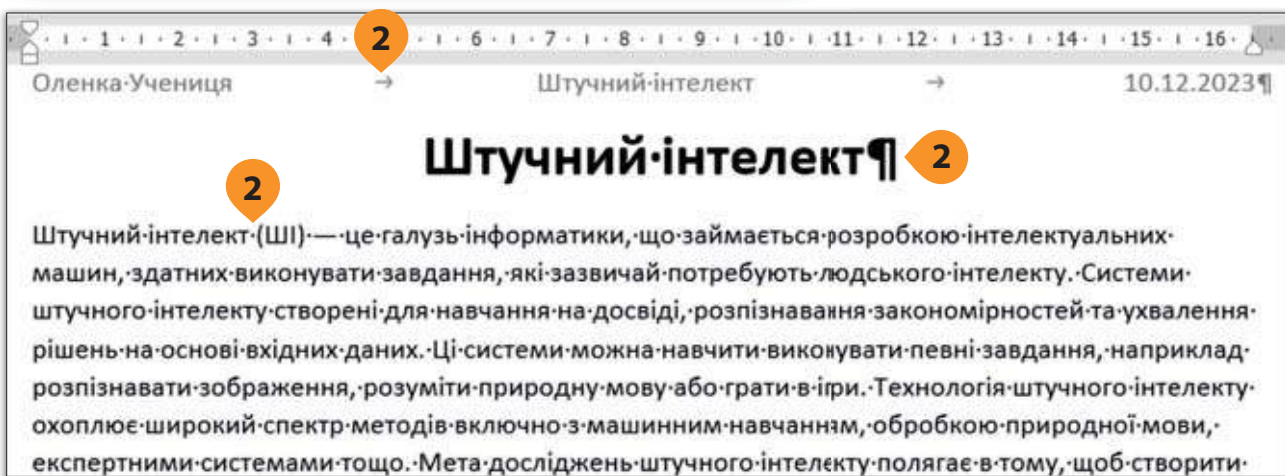 1 2 3 4 2 6 7 8 9 10 11 12 13 14 15 16
Оленка·Учениця → Штучний·інтелект → 10.12.2023¶
Штучний·інтелект¶ 2
2
Штучний·інтелект·(ШІ)·—·це·галузь·інформатики,·що·займається·розробкою·інтелектуальних·
машин,·здатних·виконувати·завдання,·які·зазвичай·потребують·людського·інтелекту.·Системи·
штучного·інтелекту·створені·для·навчання·на·досвіді,·розпізнавання·закономірностей·та·ухвалення·
рішень·на·основі·вхідних·даних.·Ці·системи·можна·навчити·виконувати·певні·завдання,·наприклад·
розпізнавати·зображення,·розуміти·природну·мову·або·грати·в·ігри.·Технологія·штучного·інтелекту·
охоплює·широкий·спектр·методів·включно·з·машинним·навчанням,·обробкою·природної·мови,·
експертними·системами·тощо.·Мета·досліджень·штучного·інтелекту·полягає·в·тому,·щоб·створити·